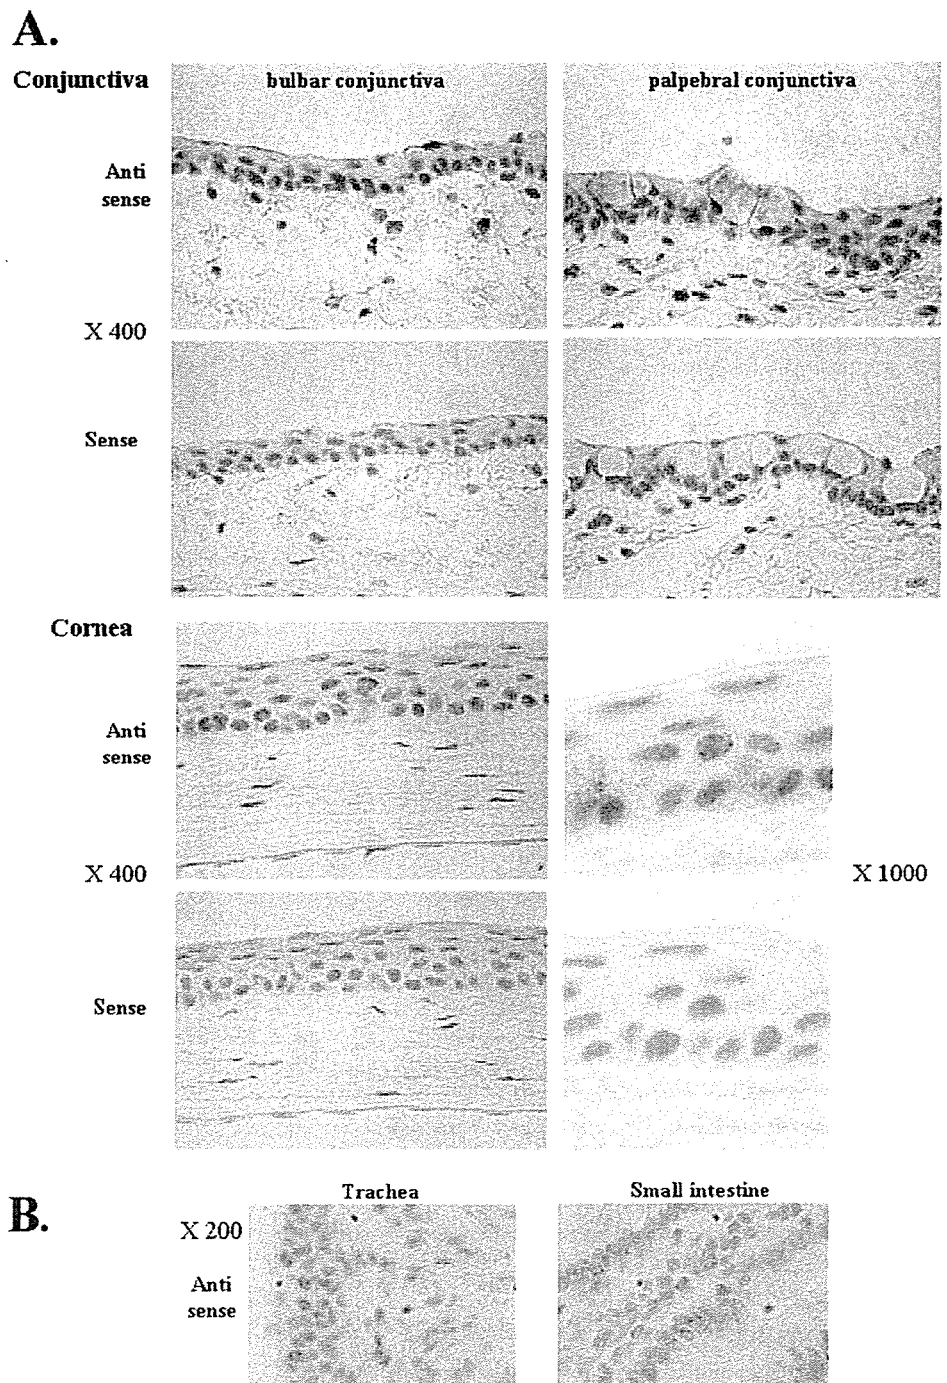 A.
Conjunctiva
bulbar conjunctiva
palpebral conjunctiva
Anti
sense
X 400
Sense
Cornea
Anti
sense
X 400
X 1000
Sense
B.
Trachea
Small intestine
X 200
Anti
sense